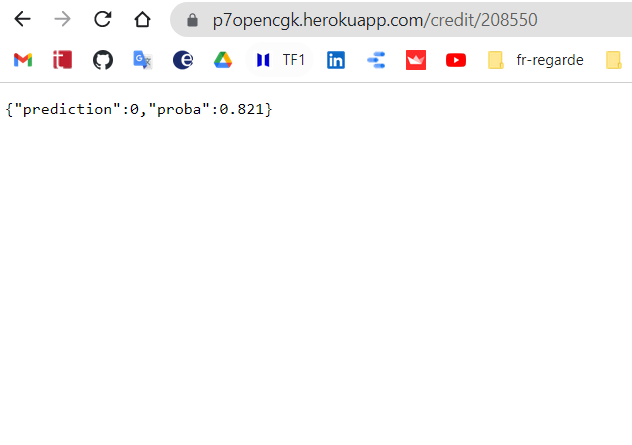 p7opencgk.herokuapp.com/credit/208550
TF1 fr-regarde
{"prediction":0,"proba":0.821}